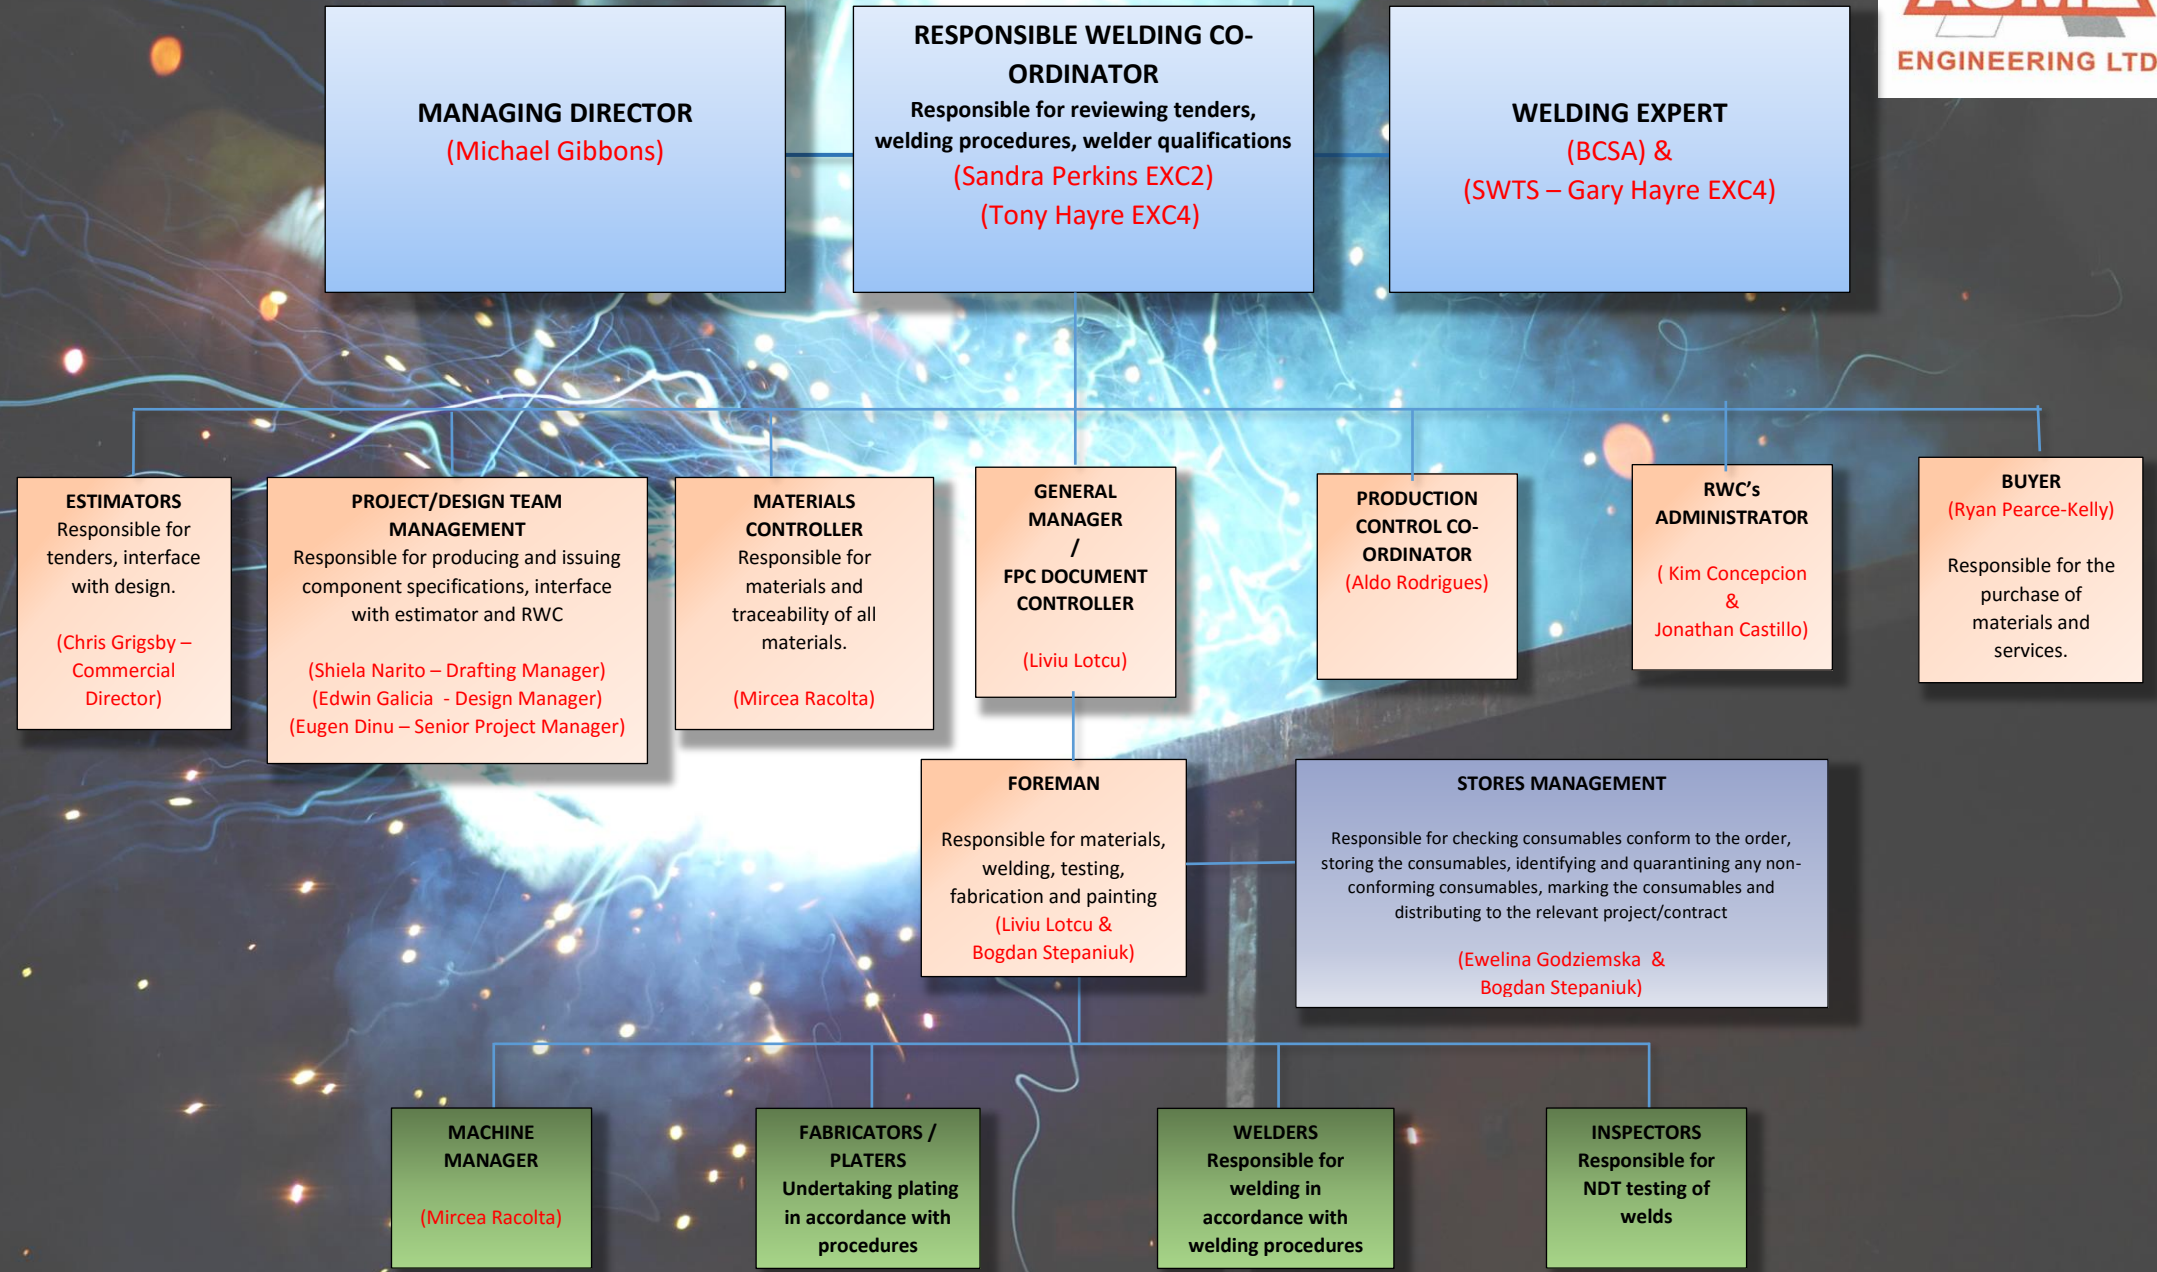 ENGINEERING LTD
MANAGING DIRECTOR
(Michael Gibbons)
RESPONSIBLE WELDING CO-
ORDINATOR
Responsible for reviewing tenders,
welding procedures, welder qualifications
(Sandra Perkins EXC2)
(Tony Hayre EXC4)
WELDING EXPERT
(BCSA) &
(SWTS – Gary Hayre EXC4)
ESTIMATORS
Responsible for
tenders, interface
with design.
(Chris Grigsby –
Commercial
Director)
PROJECT/DESIGN TEAM
MANAGEMENT
Responsible for producing and issuing
component specifications, interface
with estimator and RWC
(Shiela Narito – Drafting Manager)
(Edwin Galicia  - Design Manager)
(Eugen Dinu – Senior Project Manager)
MATERIALS
CONTROLLER
Responsible for
materials and
traceability of all
materials.
(Mircea Racolta)
GENERAL
MANAGER
/
FPC DOCUMENT
CONTROLLER
(Liviu Lotcu)
PRODUCTION
CONTROL CO-
ORDINATOR
(Aldo Rodrigues)
RWC's
ADMINISTRATOR
( Kim Concepcion
&
Jonathan Castillo)
BUYER
(Ryan Pearce-Kelly)
Responsible for the
purchase of
materials and
services.
FOREMAN
Responsible for materials,
welding, testing,
fabrication and painting
(Liviu Lotcu &
Bogdan Stepaniuk)
STORES MANAGEMENT
Responsible for checking consumables conform to the order,
storing the consumables, identifying and quarantining any non-
conforming consumables, marking the consumables and
distributing to the relevant project/contract
(Ewelina Godziemska  &
Bogdan Stepaniuk)
MACHINE
MANAGER
(Mircea Racolta)
FABRICATORS /
PLATERS
Undertaking plating
in accordance with
procedures
WELDERS
Responsible for
welding in
accordance with
welding procedures
INSPECTORS
Responsible for
NDT testing of
welds